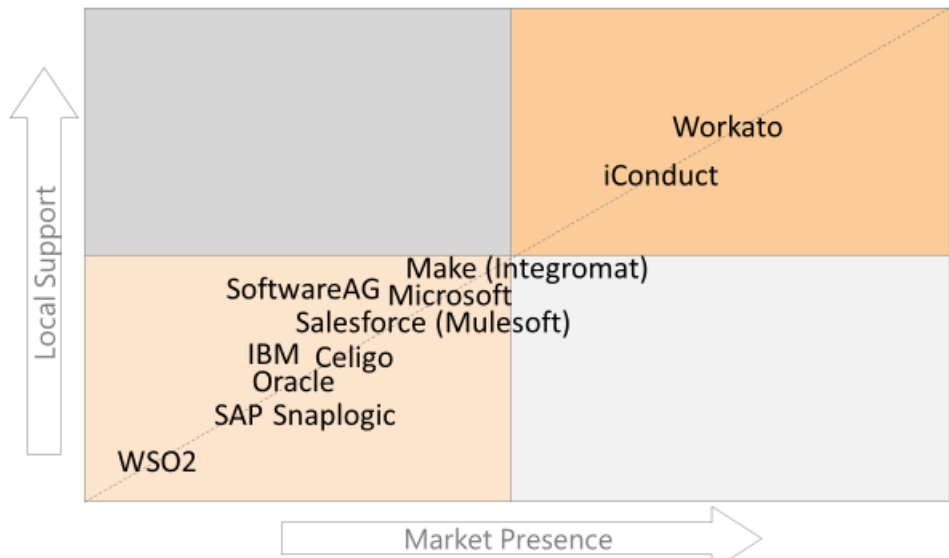 Local Support
Workato
iConduct
Make (Integromat)
SoftwareAG
Microsoft
Salesforce (Mulesoft)
IBM
Celigo
Oracle
SAP
Snaplogic
WSO2
Market Presence